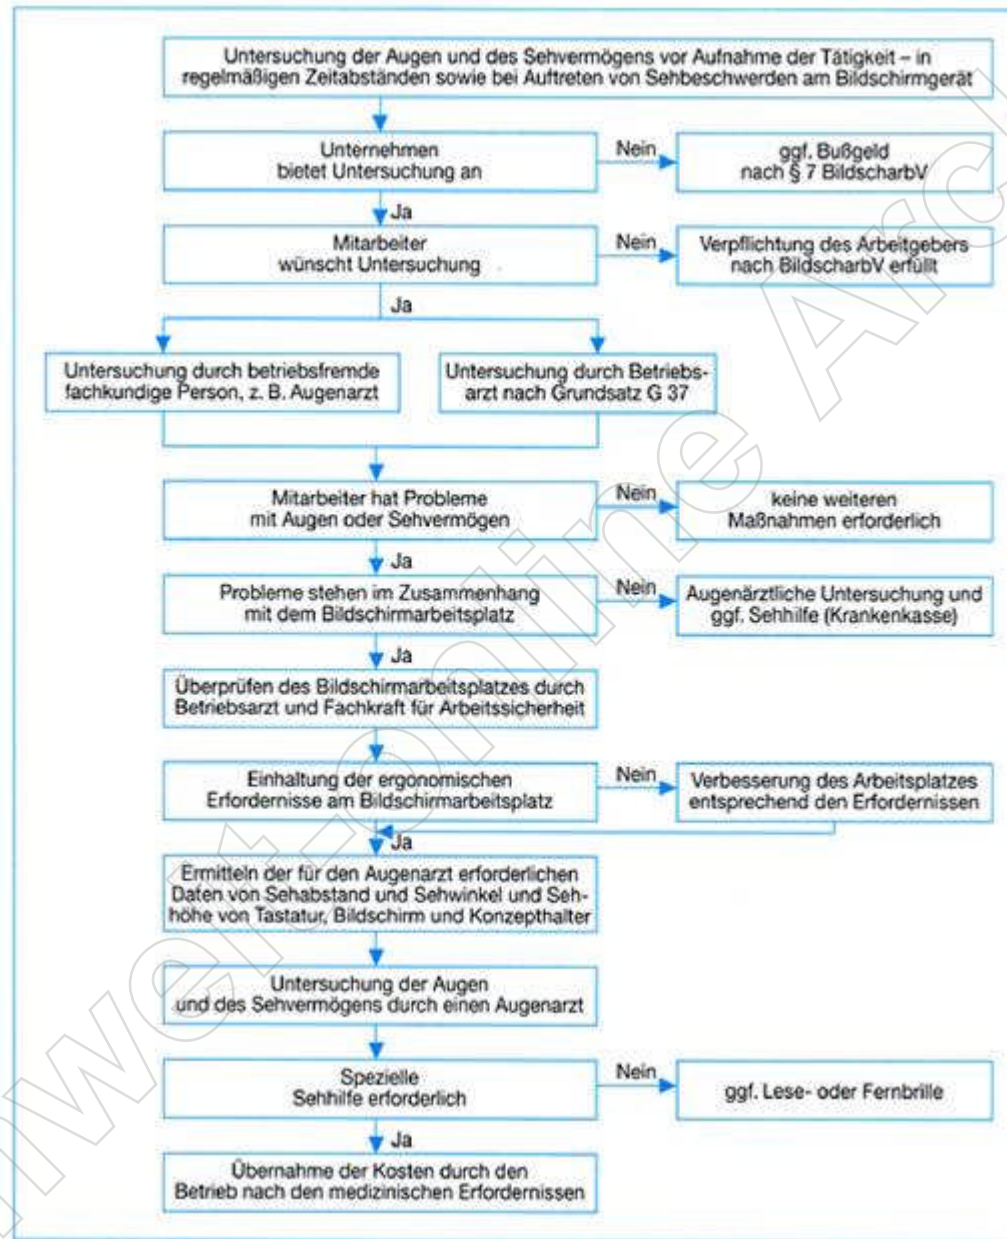 Untersuchung der Augen und des Sehvermögens vor Aufnahme der Tätigkeit – in
regelmäßigen Zeitabständen sowie bei Auftreten von Sehbeschwerden am Bildschirmgerät
Unternehmen
bietet Untersuchung an
Nein
ggf. Bußgeld
nach § 7 BildscharbV
Ja
Mitarbeiter
wünscht Untersuchung
Nein
Verpflichtung des Arbeitgebers
nach BildscharbV erfüllt
Ja
Untersuchung durch betriebsfremde
fachkundige Person, z. B. Augenarzt
Untersuchung durch Betriebs-
arzt nach Grundsatz G 37
Mitarbeiter hat Probleme
mit Augen oder Sehvermögen
Nein
keine weiteren
Maßnahmen erforderlich
Ja
Probleme stehen im Zusammenhang
mit dem Bildschirmarbeitsplatz
Nein
Augenärztliche Untersuchung und
ggf. Sehhilfe (Krankenkasse)
Ja
Überprüfen des Bildschirmarbeitsplatzes durch
Betriebsarzt und Fachkraft für Arbeitssicherheit
Einhaltung der ergonomischen
Erfordernisse am Bildschirmarbeitsplatz
Nein
Verbesserung des Arbeitsplatzes
entsprechend den Erfordernissen
Ja
Ermitteln der für den Augenarzt erforderlichen
Daten von Sehabstand und Sehwinkel und Seh-
höhe von Tastatur, Bildschirm und Konzepthalter
Untersuchung der Augen
und des Sehvermögens durch einen Augenarzt
Spezielle
Sehhilfe erforderlich
Nein
ggf. Lese- oder Fernbrille
Ja
Übernahme der Kosten durch den
Betrieb nach den medizinischen Erfordernissen
nwelt-online Arc